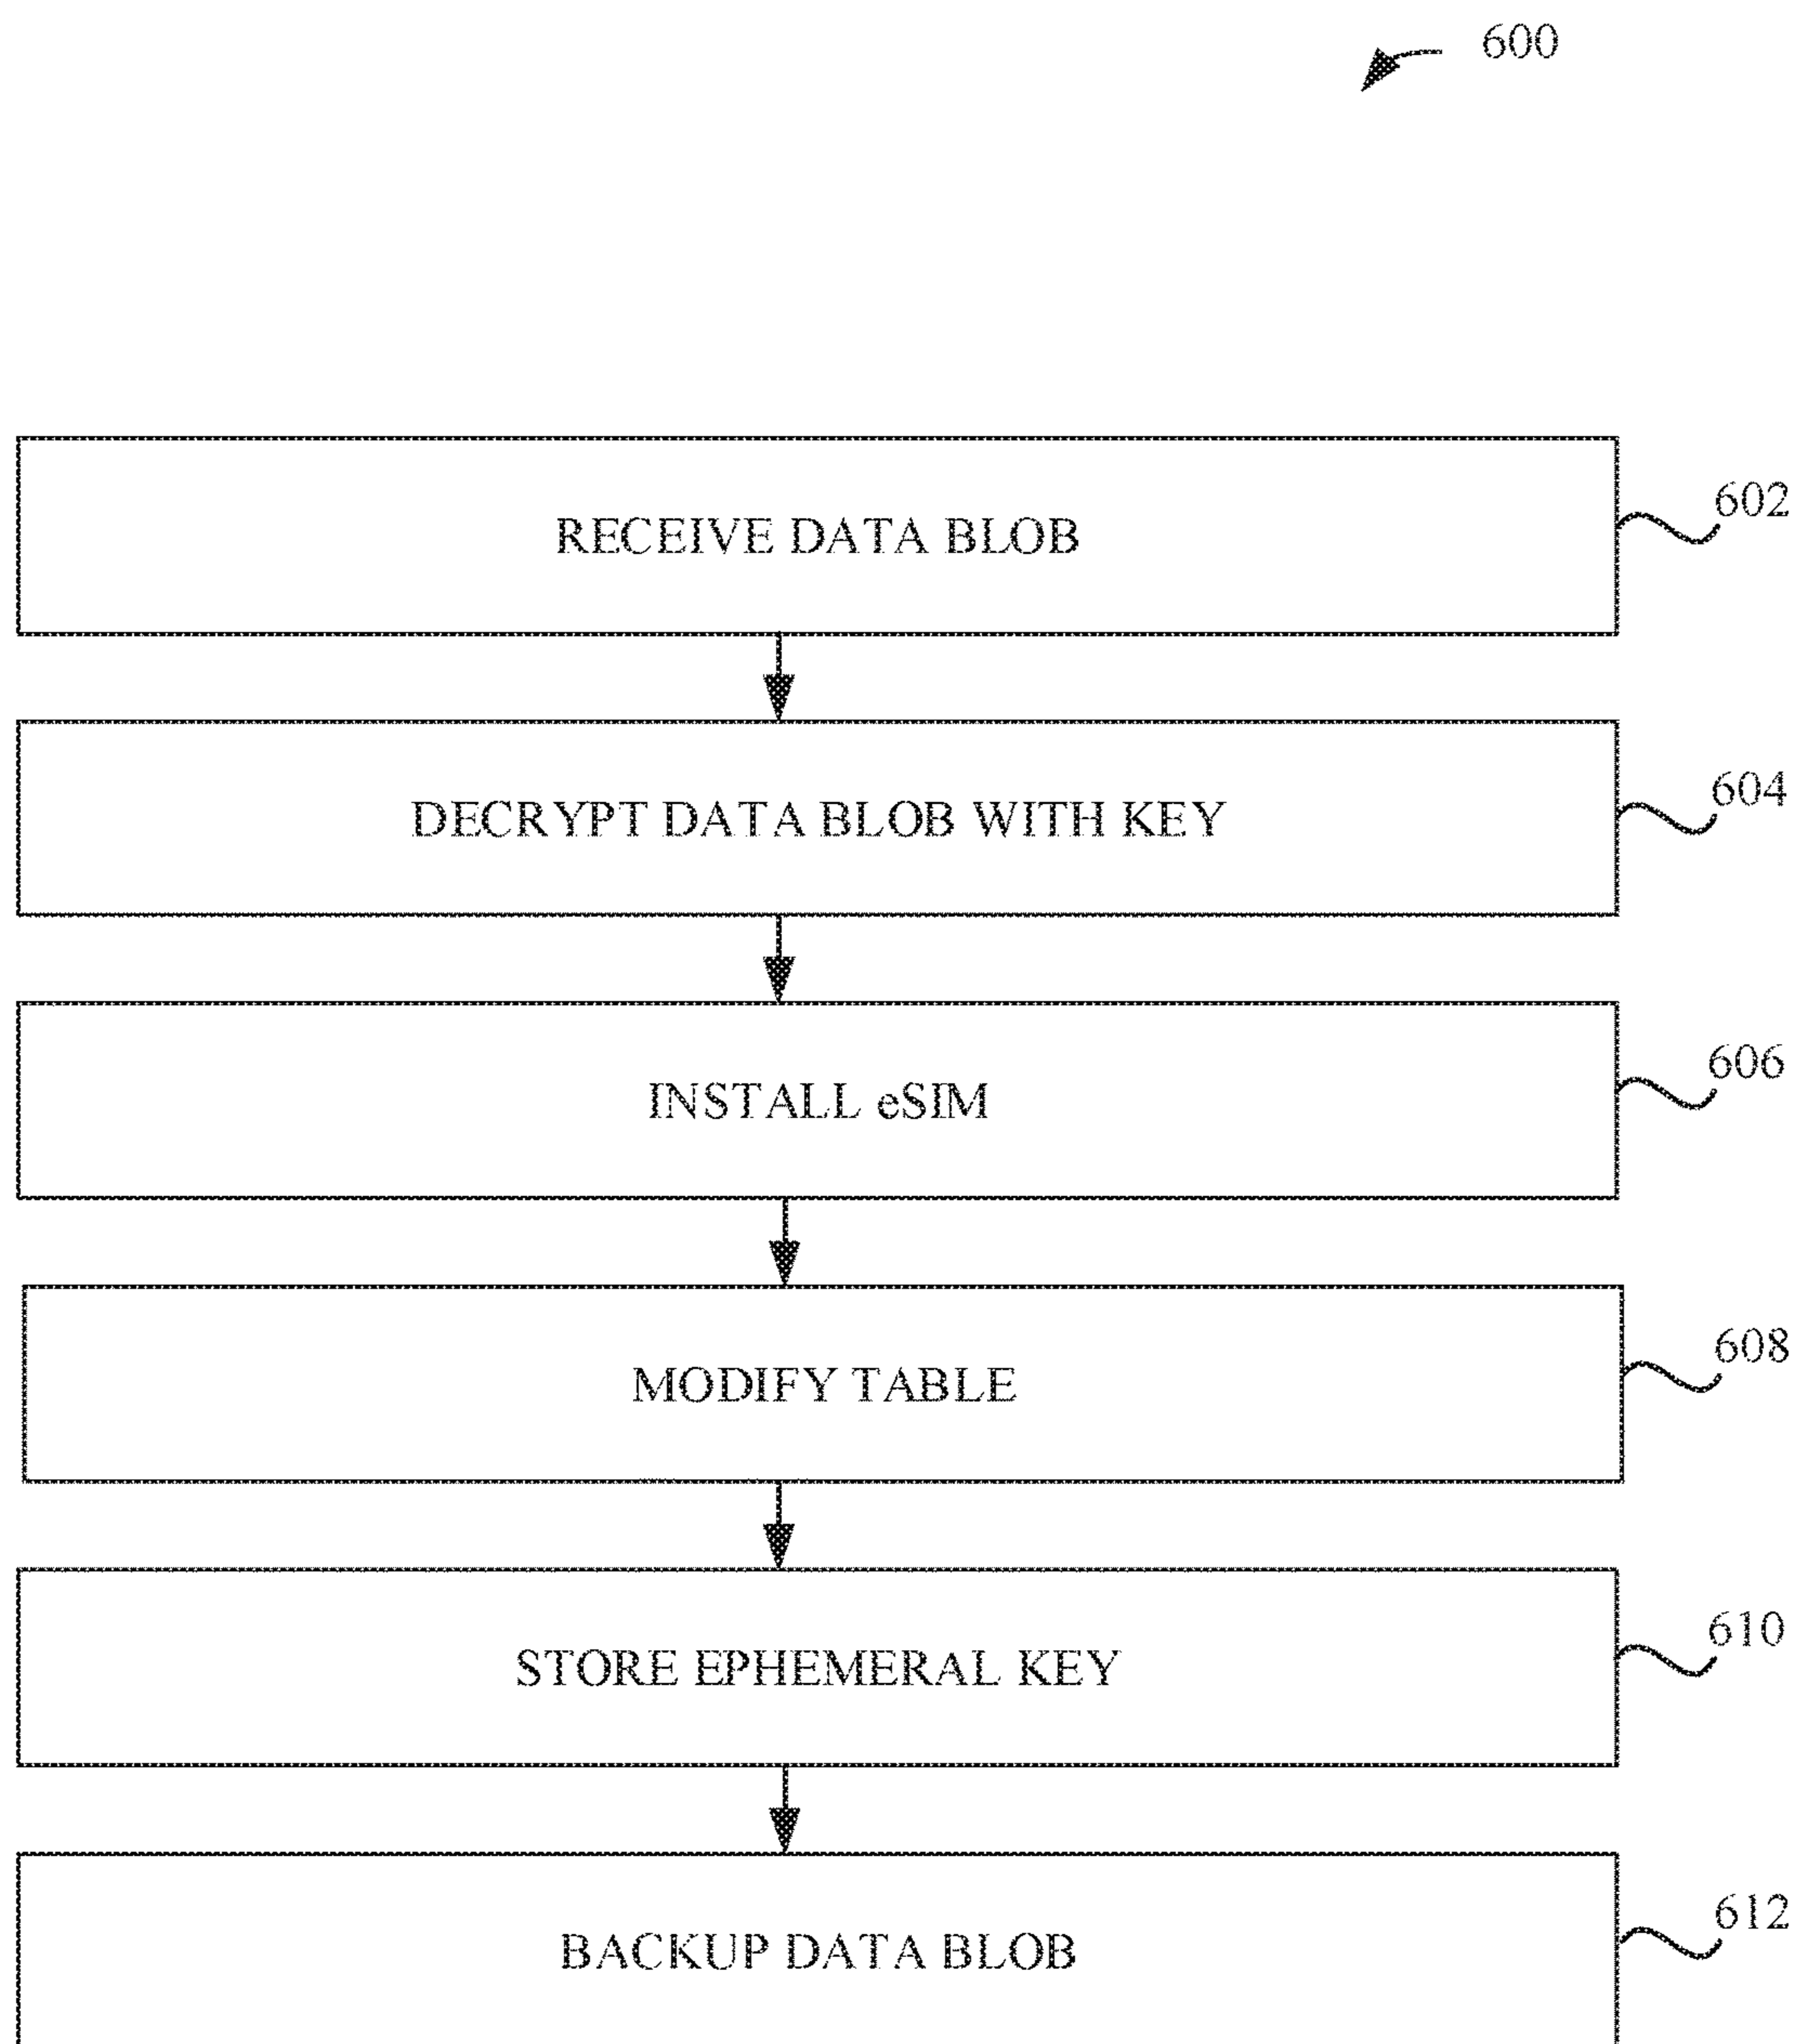 600
RECEIVE DATA BLOB
602
DECRYPT DATA BLOB WITH KEY
604
INSTALL eSIM
606
MODIFY TABLE
608
STORE EPHEMERAL KEY
610
BACKUP DATA BLOB
612